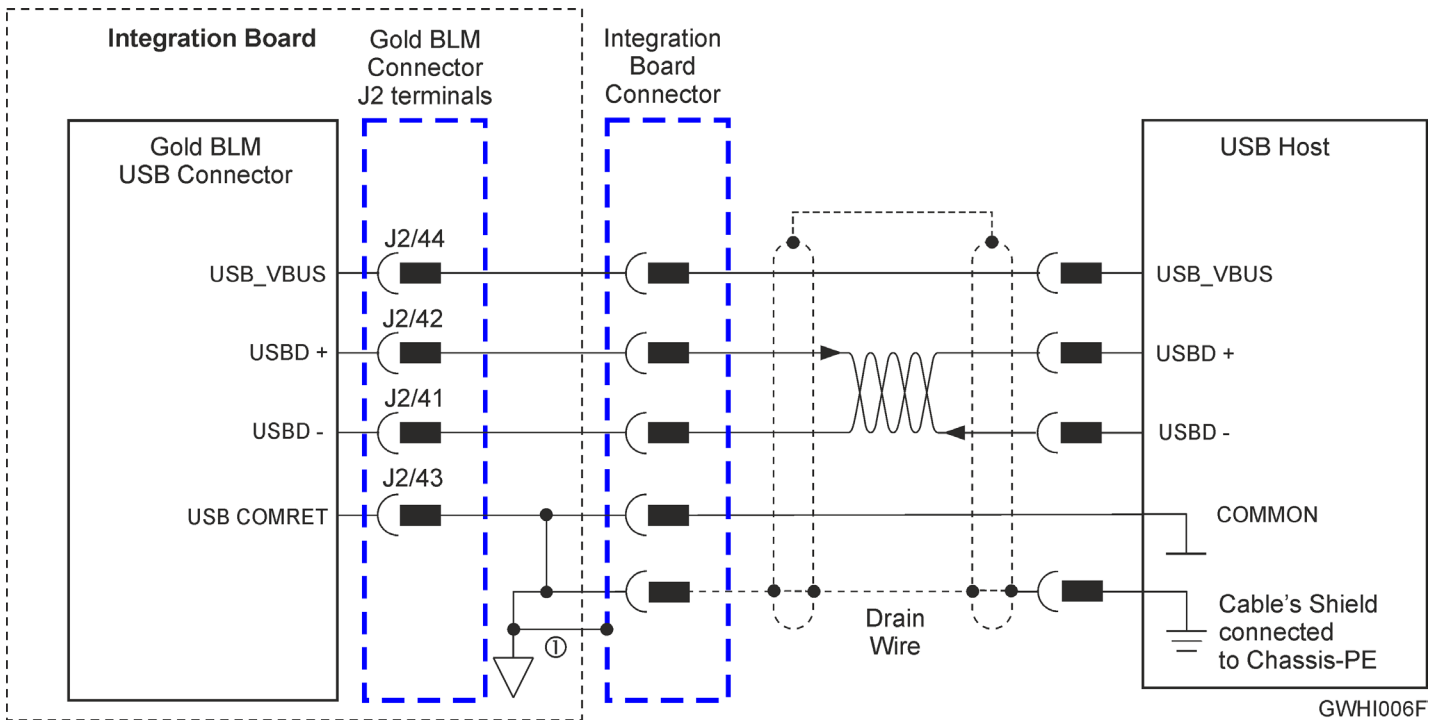 Integration Board
Gold BLM
Connector
J2 terminals
Integration
Board
Connector
Gold BLM
USB Connector
USB Host
J2/44
USB_VBUS
USB_VBUS
J2/42
USBD +
USBD +
J2/41
USBD -
USBD -
J2/43
USB COMRET
COMMON
①
Drain
Wire
Cable's Shield
connected
to Chassis-PE
GWHI006F